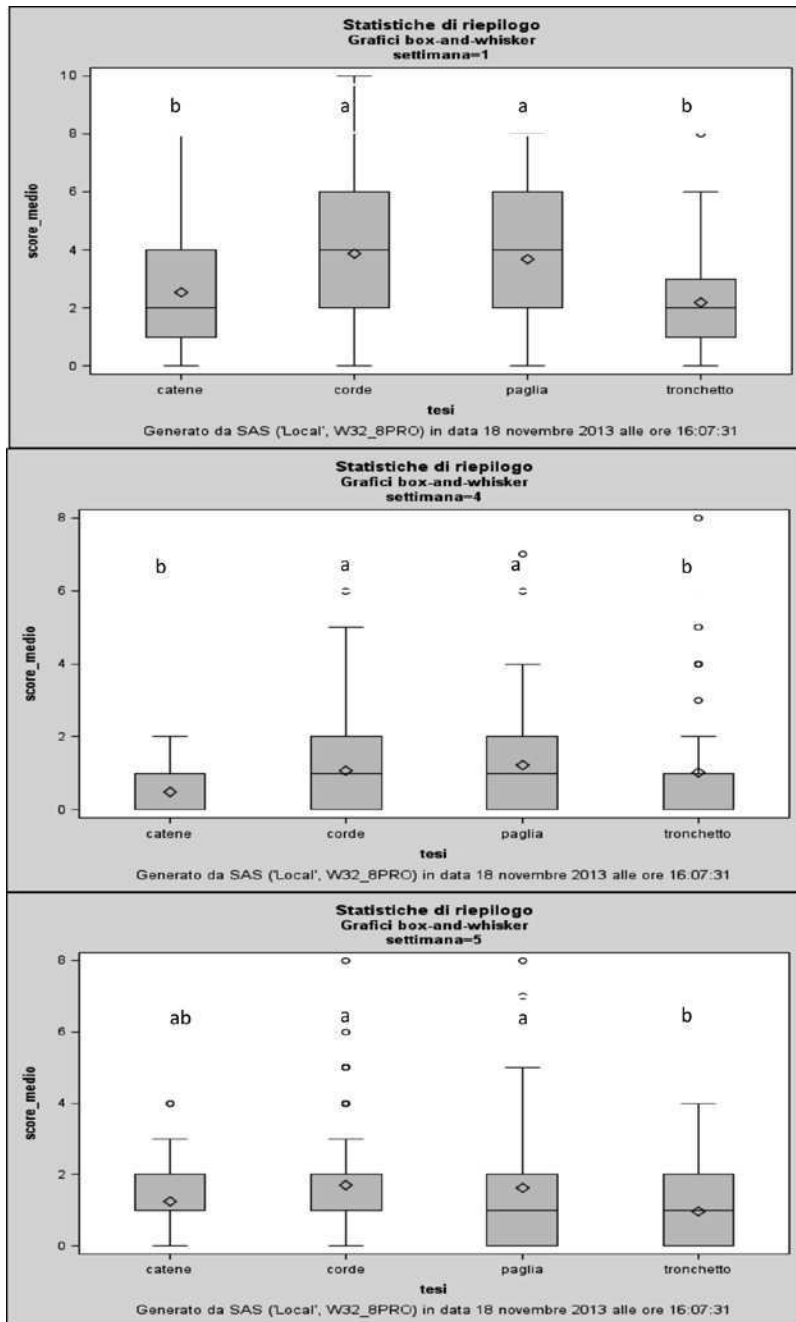 Statistiche di riepilogo
Grafici box-and-whisker
settimana=1
10
b a a b
8
6
score_medio
4
2
0
catene corde paglia tronchetto
tesi
Generato da SAS ('Local', W32_8PRO) in data 18 novembre 2013 alle ore 16:07:31
Statistiche di riepilogo
Grafici box-and-whisker
settimana=4
8
b a a b
6
score_medio
4
2
0
catene corde paglia tronchetto
tesi
Generato da SAS ('Local', W32_8PRO) in data 18 novembre 2013 alle ore 16:07:31
Statistiche di riepilogo
Grafici box-and-whisker
settimana=5
8
ab a a b
6
score_medio
4
2
0
catene corde paglia tronchetto
tesi
Generato da SAS ('Local', W32_8PRO) in data 18 novembre 2013 alle ore 16:07:31